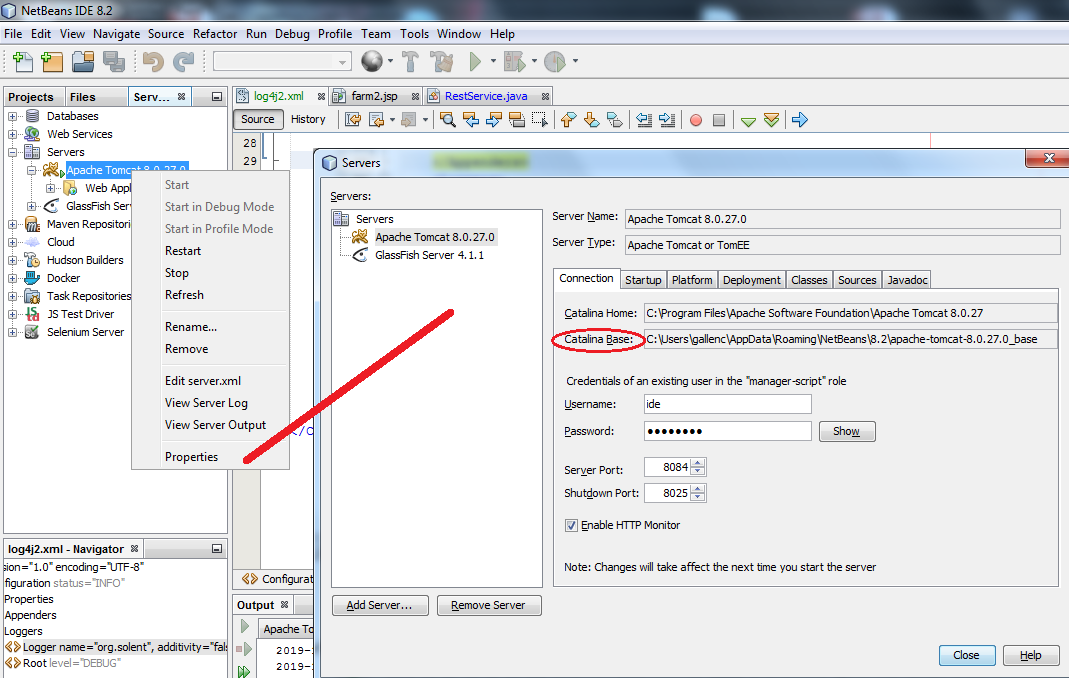 NetBeans IDE 8.2
File Edit View Navigate Source Refactor Run Debug Profile Team Tools Window Help
Projects Files Serv...
Databases
Web Services
Servers
Apache Tomcat 8.0.27.0
Web Appl
GlassFish Serv
Maven Repositori
Cloud
Hudson Builders
Docker
Task Repositories
JS Test Driver
Selenium Server
Start
Start in Debug Mode
Start in Profile Mode
Restart
Stop
Refresh
Rename...
Remove
Edit server.xml
View Server Log
View Server Output
Properties
log4j2.xml - Navigator
sion="1.0" encoding="UTF-8"
figuration status="INFO"
Properties
Appenders
Loggers
Logger name="org.solent", additivity="fals
Root level="DEBUG"
log4j2.xml farm2.jsp RestService.java
Source History
28
29
Configurat
Output
Apache To
2019-1
2019-1
Servers
Servers:
Servers
Apache Tomcat 8.0.27.0
GlassFish Server 4.1.1
Add Server... Remove Server
Server Name: Apache Tomcat 8.0.27.0
Server Type: Apache Tomcat or TomEE
Connection Startup Platform Deployment Classes Sources Javadoc
Catalina Home: C:\Program Files\Apache Software Foundation\Apache Tomcat 8.0.27
Catalina Base: C:\Users\gallenc\AppData\Roaming\NetBeans\8.2\apache-tomcat-8.0.27.0_base
Credentials of an existing user in the "manager-script" role
Username: ide
Password: ●●●●●●●● Show
Server Port: 8084
Shutdown Port: 8025
Enable HTTP Monitor
Note: Changes will take affect the next time you start the server
Close Help